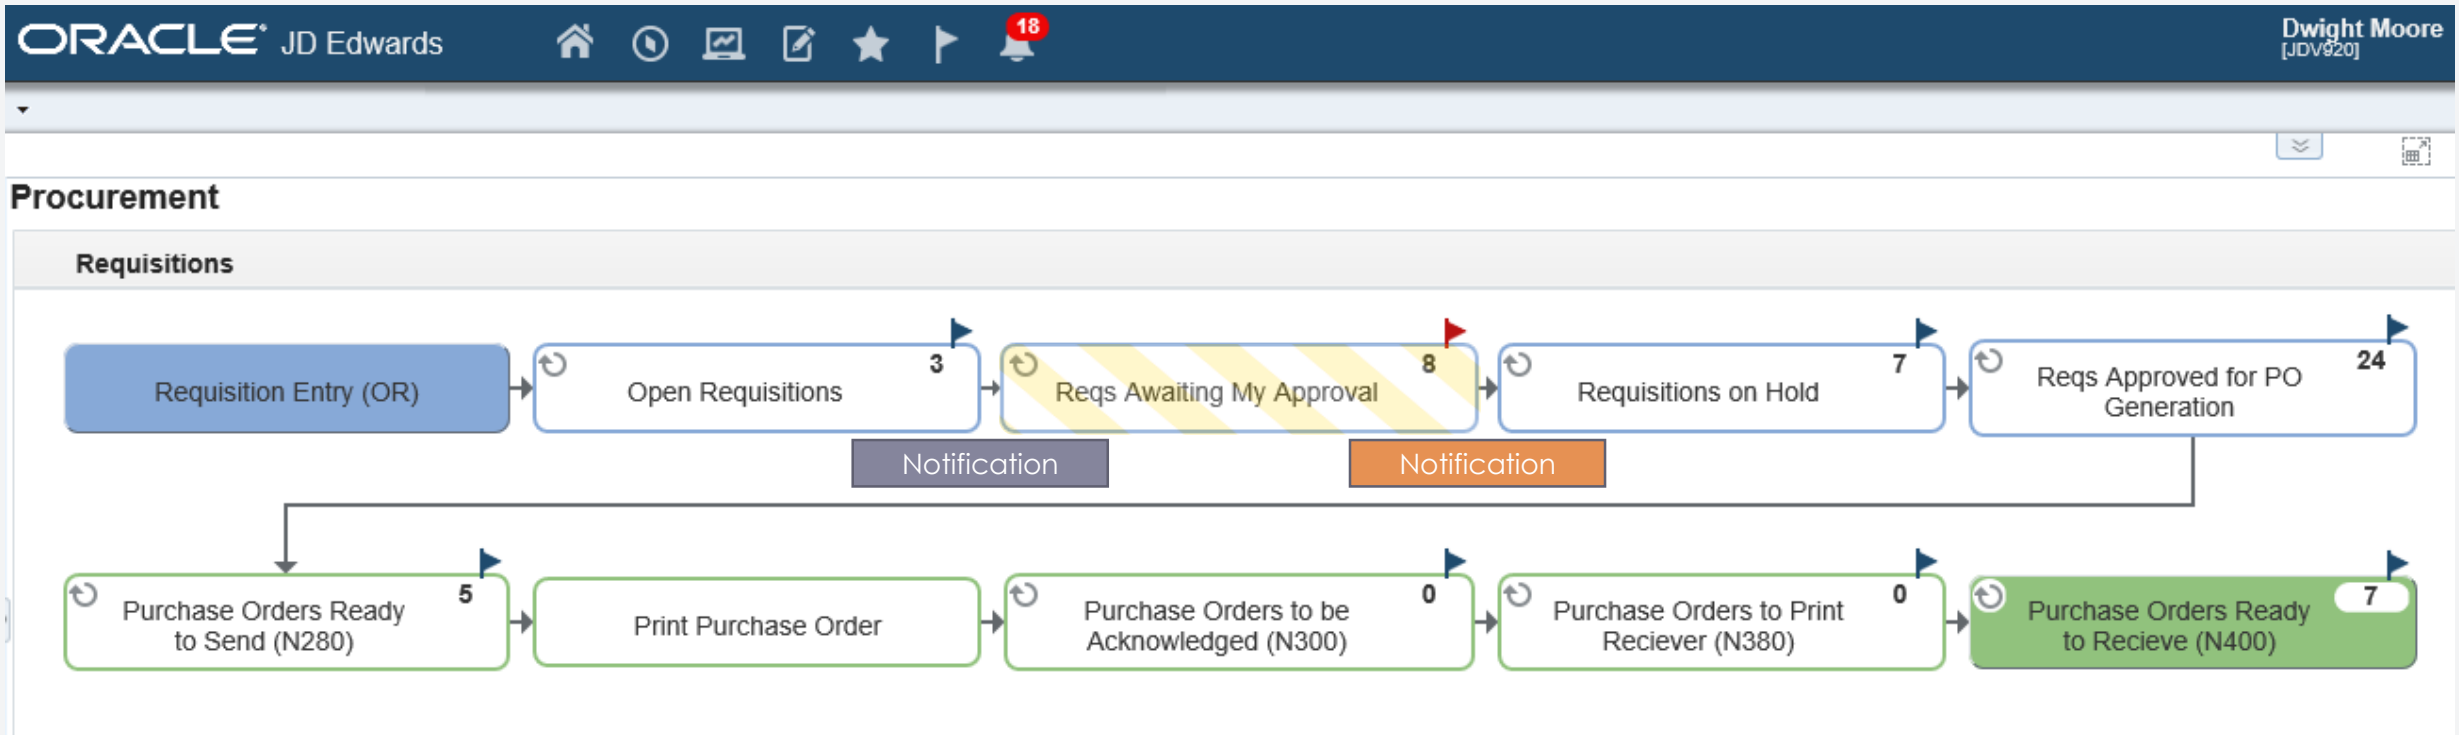 ORACLE JD Edwards
18
Dwight Moore
[JDV920]
Procurement
Requisitions
Requisition Entry (OR)
3
Open Requisitions
8
Reqs Awaiting My Approval
7
Requisitions on Hold
24
Reqs Approved for PO
Generation
Notification
Notification
5
Purchase Orders Ready
to Send (N280)
Print Purchase Order
0
Purchase Orders to be
Acknowledged (N300)
0
Purchase Orders to Print
Reciever (N380)
7
Purchase Orders Ready
to Recieve (N400)